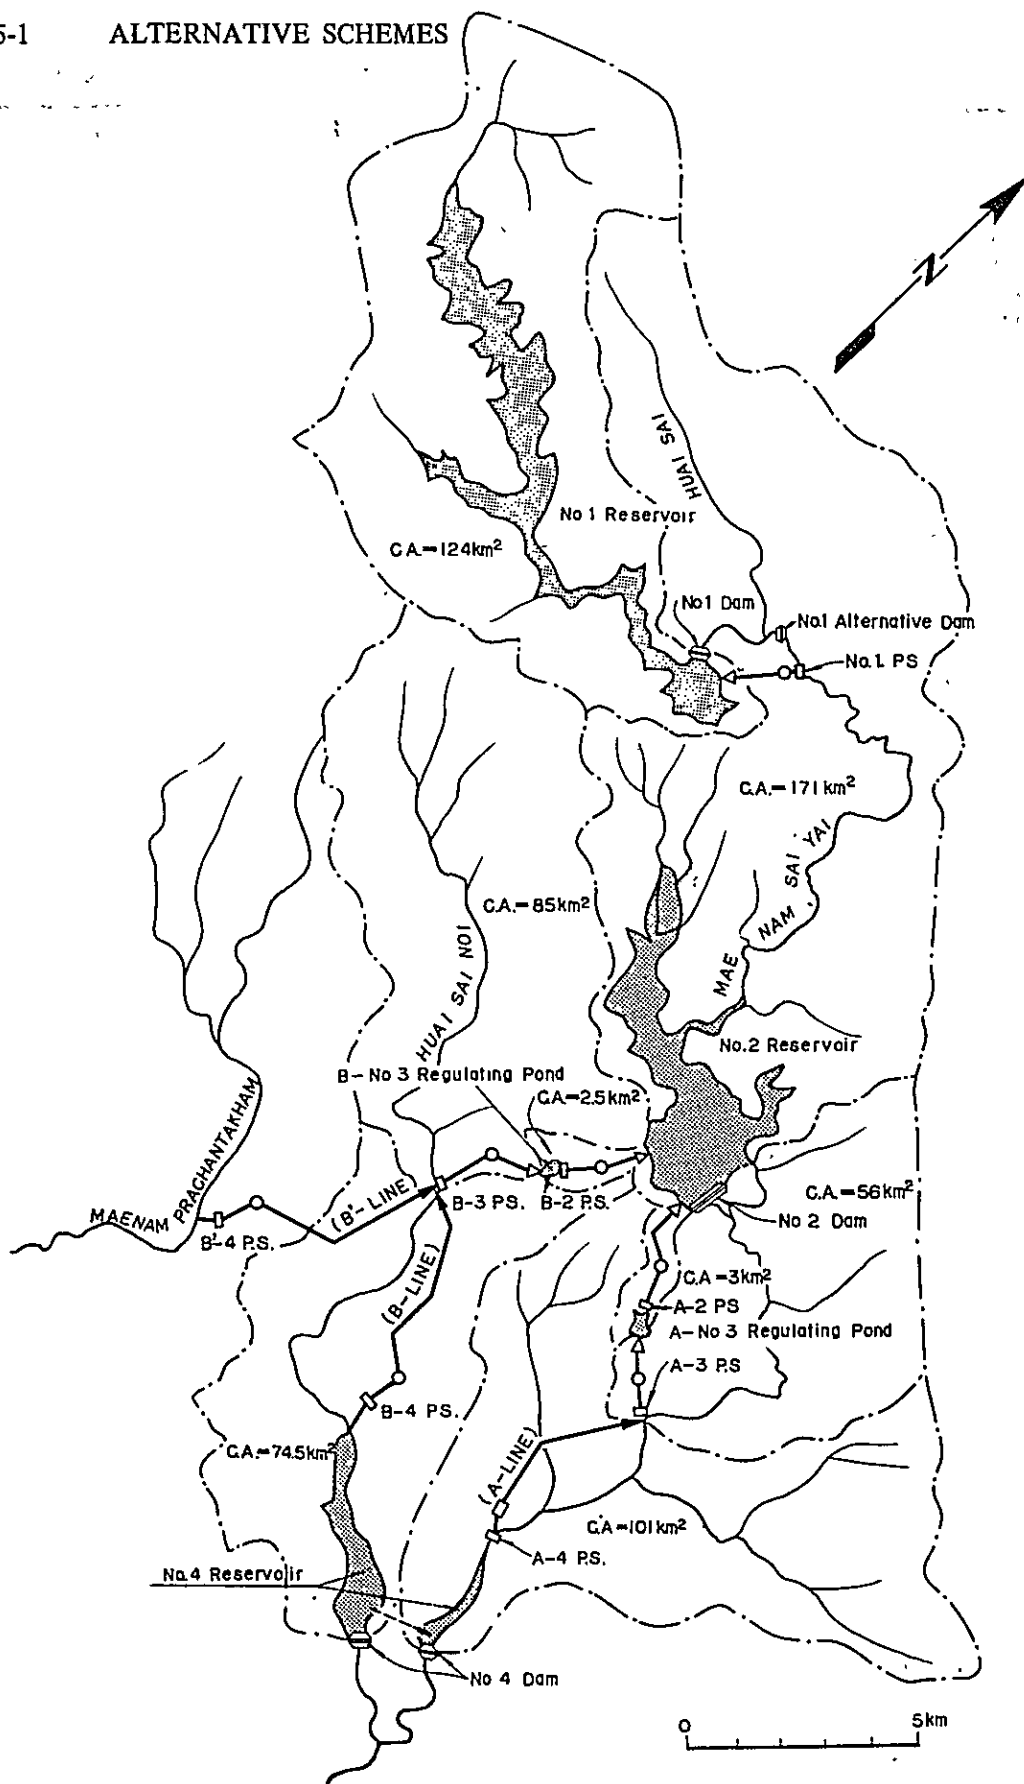 5-1 ALTERNATIVE SCHEMES
N
HUAI SAI
No 1 Reservoir
C.A.=124km²
No 1 Dam
No.1 Alternative Dam
No.1. PS
C.A.=171km²
MAE NAM SAI YAI
C.A.=85km²
HUAI SAI NOI
No.2 Reservoir
B-No 3 Regulating Pond
C.A=2.5km²
MAENAM PRACHANTAKHAM
(B'-LINE)
B-3 PS.
B-2 P.S.
C.A.=56km²
No 2 Dam
B'-4 P.S.
(B-LINE)
C.A=3km²
A-2 PS
A-No 3 Regulating Pond
A-3 P.S
B-4 PS.
C.A.=74.5km²
(A-LINE)
C.A=101km²
A-4 P.S.
No.4 Reservoir
No 4 Dam
0 5km